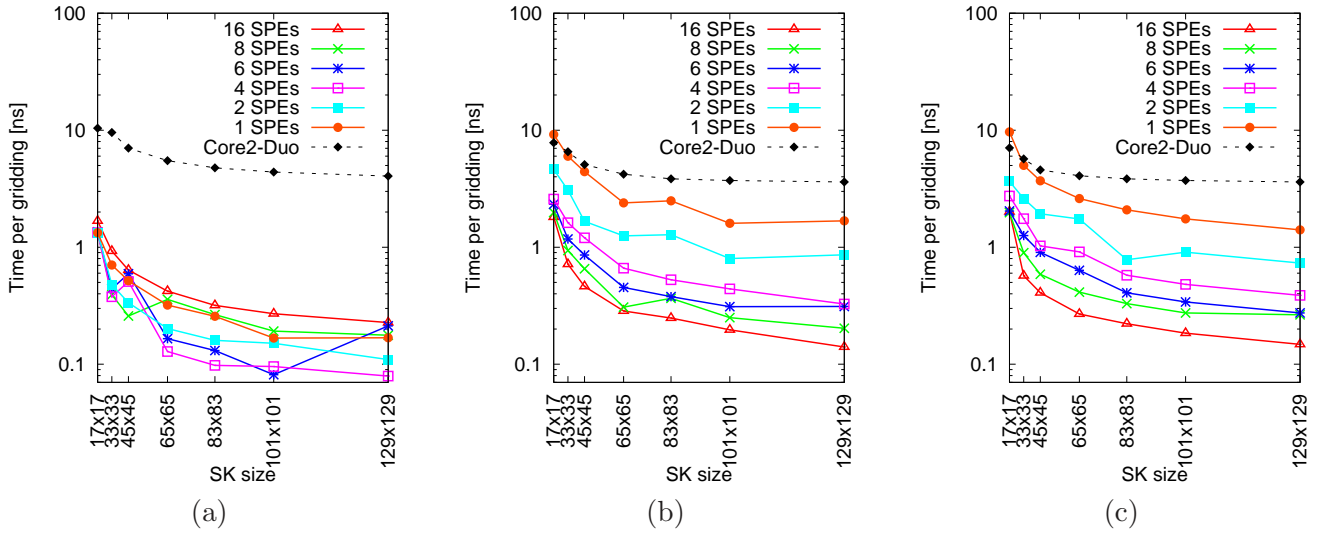 Time per gridding [ns]
100
10
1
0.1
16 SPEs
8 SPEs
6 SPEs
4 SPEs
2 SPEs
1 SPEs
Core2-Duo
17x17
33x33
45x45
65x65
83x83
101x101
129x129
SK size
(a)
Time per gridding [ns]
100
10
1
0.1
16 SPEs
8 SPEs
6 SPEs
4 SPEs
2 SPEs
1 SPEs
Core2-Duo
17x17
33x33
45x45
65x65
83x83
101x101
129x129
SK size
(b)
Time per gridding [ns]
100
10
1
0.1
16 SPEs
8 SPEs
6 SPEs
4 SPEs
2 SPEs
1 SPEs
Core2-Duo
17x17
33x33
45x45
65x65
83x83
101x101
129x129
SK size
(c)